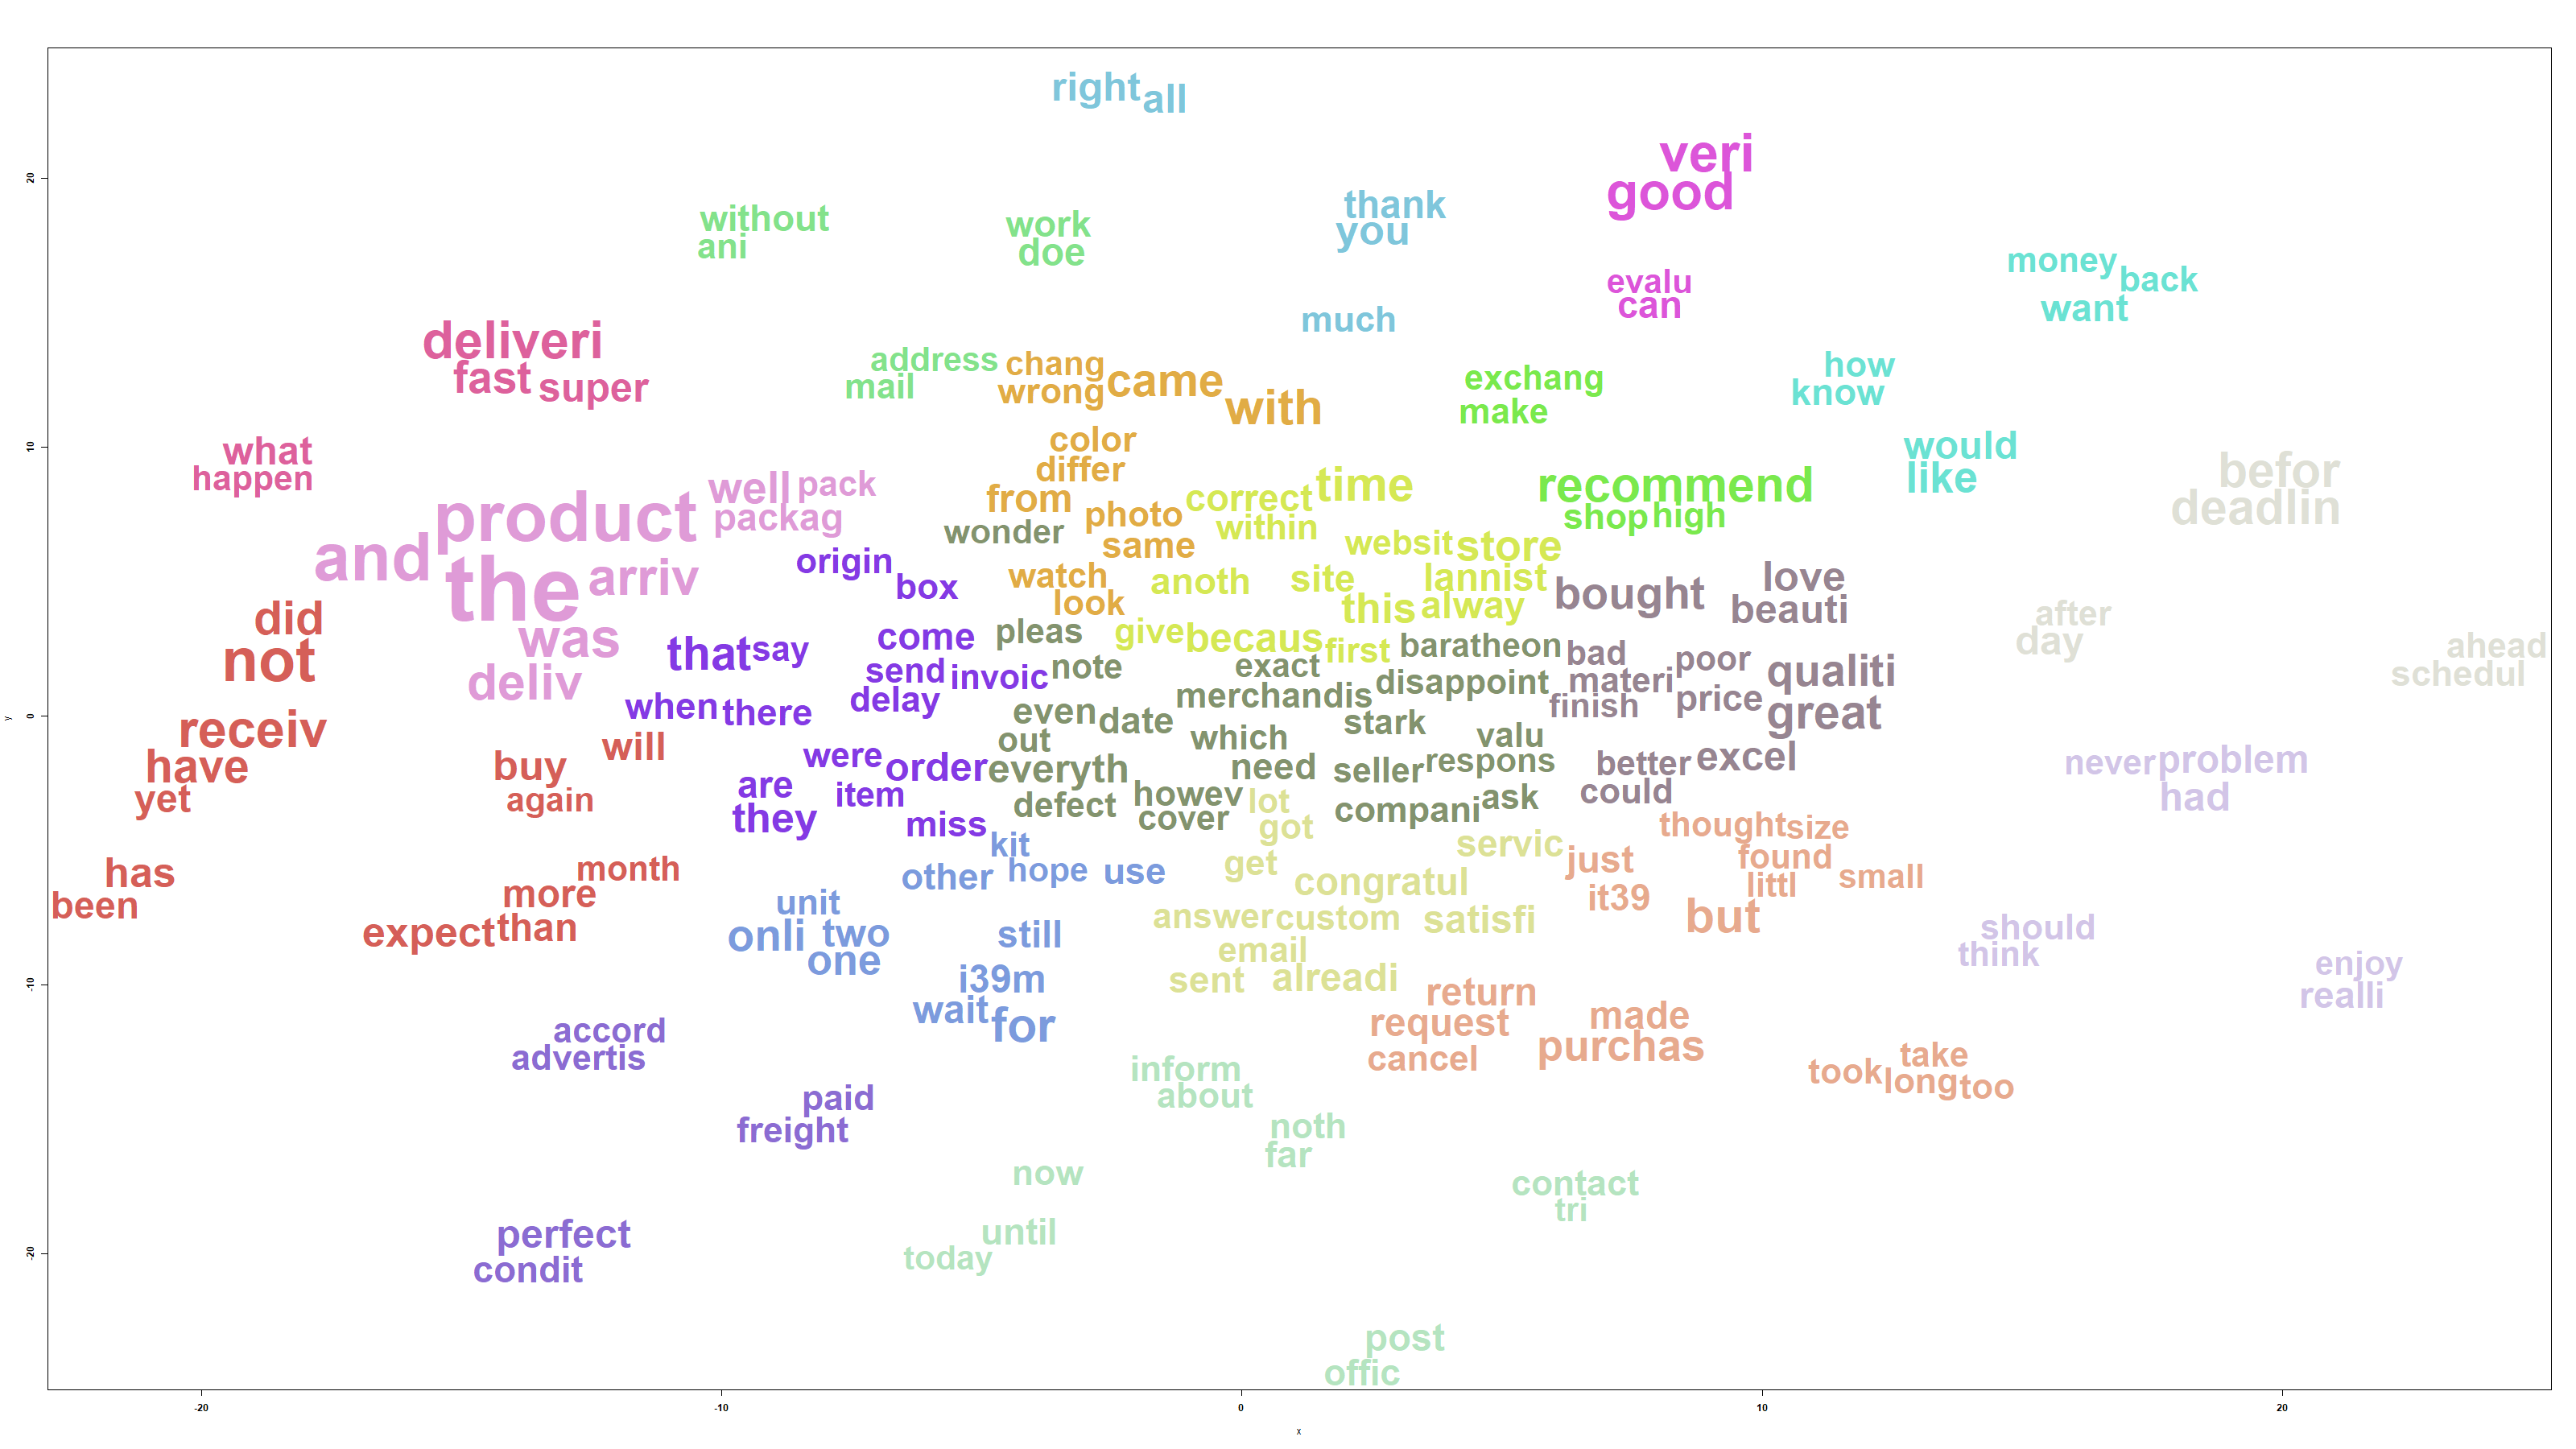 right all
veri
good
without
ani
work
doe
thank
you
money back
want
evalu
can
much
deliveri
fast super
address
mail
chang
wrong came
with
exchang
make
how
know
what
happen
color
differ
would
like
befor
deadlin
well pack
packag
product
and
the arriv
was
deliv
from
photo
same
correct time
within
recommend
shop high
wonder
origin
box
watch
look
anoth
websit store
site lannist
this alway
give becaus first
bought
love
beauti
after
day
ahead
schedul
did
not
that say
come
send invoic
delay
pleas
note
exact baratheon
merchandis disappoint
bad
materi
finish
poor
price
qualiti
great
when there
even date
out
which
stark
valu
receiv
have
yet
buy
again
will
were order
are item
they miss
everyth
defect
need
howev
cover
seller respons
compani ask
better excel
could
never problem
had
lot
got
get
kit
other hope use
servic
congratul
just
it39
thought size
found
littl small
but
has
been
month
more
expect than
unit
onli two
one
still
i39m
wait for
answer custom satisfi
email
sent alreadi
should
think
enjoy
realli
return
request
cancel
made
purchas
accord
advertis
inform
about
took take
long too
paid
freight
noth
far
now
until
today
contact
tri
perfect
condit
post
offic
20
10
0
-10
-20
y
-20 -10 0 10 20
x